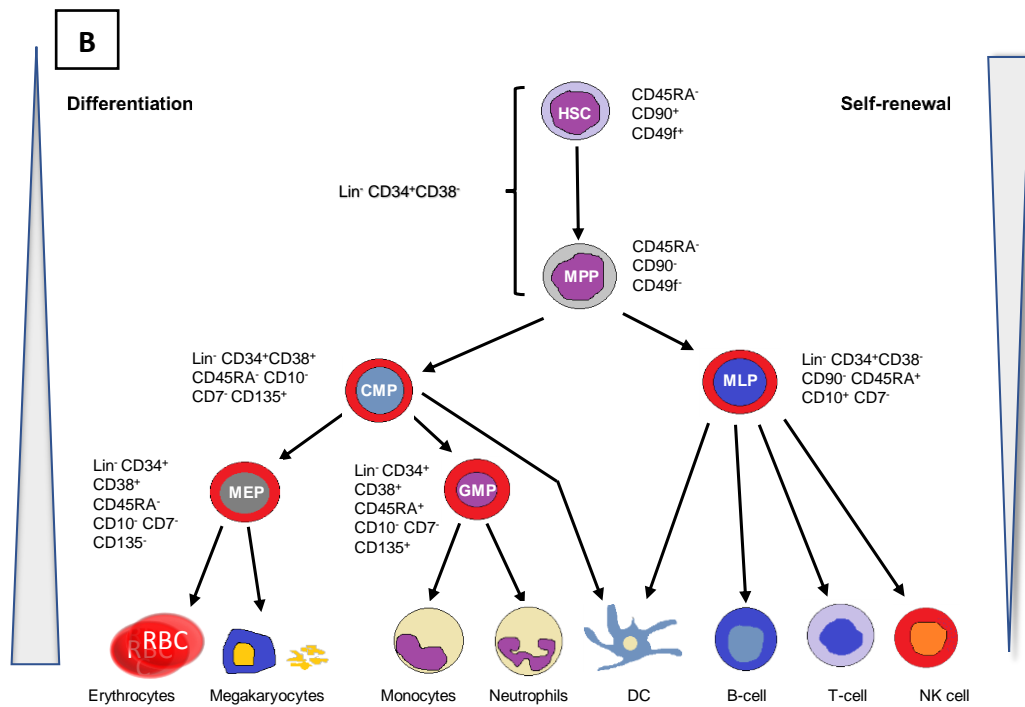 B
Differentiation
Self-renewal
HSC
CD45RA⁻
CD90⁺
CD49f⁺
Lin⁻ CD34⁺CD38⁻
MPP
CD45RA⁻
CD90⁻
CD49f⁻
Lin⁻ CD34⁺CD38⁺
CD45RA⁻ CD10⁻
CD7⁻ CD135⁺
CMP
MLP
Lin⁻ CD34⁺CD38⁻
CD90⁻ CD45RA⁺
CD10⁺ CD7⁻
Lin⁻ CD34⁺
CD38⁺
CD45RA⁻
CD10⁻ CD7⁻
CD135⁻
MEP
Lin⁻ CD34⁺
CD38⁺
CD45RA⁺
CD10⁻ CD7⁻
CD135⁺
GMP
RBC
Erythrocytes
Megakaryocytes
Monocytes
Neutrophils
DC
B-cell
T-cell
NK cell